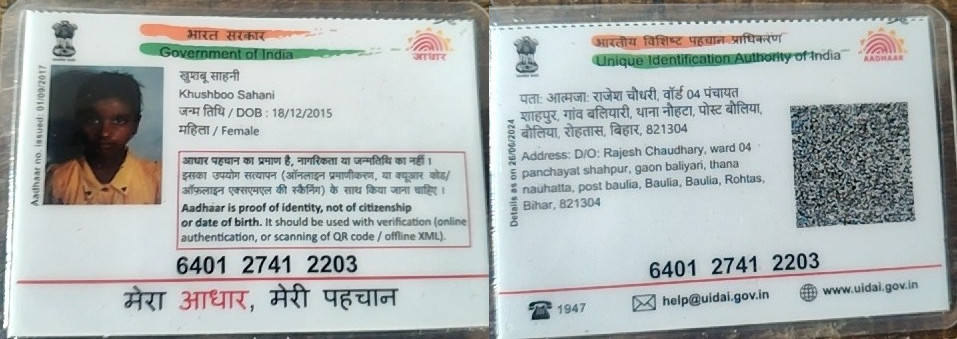 भारत सरकार
Government of India
आधार
Aadhaar no. issued: 01/09/2017
खुशबू साहनी
Khushboo Sahani
जन्म तिथि / DOB : 18/12/2015
महिला / Female
आधार पहचान का प्रमाण है, नागरिकता या जन्मतिथि का नहीं ।
इसका उपयोग सत्यापन (ऑनलाइन प्रमाणीकरण, या क्यूआर कोड/
ऑफ़लाइन एक्सएमएल की स्कैनिंग) के साथ किया जाना चाहिए ।
Aadhaar is proof of identity, not of citizenship
or date of birth. It should be used with verification (online
authentication, or scanning of QR code / offline XML).
6401 2741 2203
मेरा आधार, मेरी पहचान
भारतीय विशिष्ट पहचान प्राधिकरण
Unique Identification Authority of India
AADHAAR
Details as on 26/06/2024
पता: आत्मजा: राजेश चौधरी, वॉर्ड 04 पंचायत
शाहपुर, गांव बलियारी, थाना नौहटा, पोस्ट बौलिया,
बौलिया, रोहतास, बिहार, 821304
Address: D/O: Rajesh Chaudhary, ward 04
panchayat shahpur, gaon baliyari, thana
nauhatta, post baulia, Baulia, Baulia, Rohtas,
Bihar, 821304
6401 2741 2203
1947
help@uidai.gov.in
www.uidai.gov.in